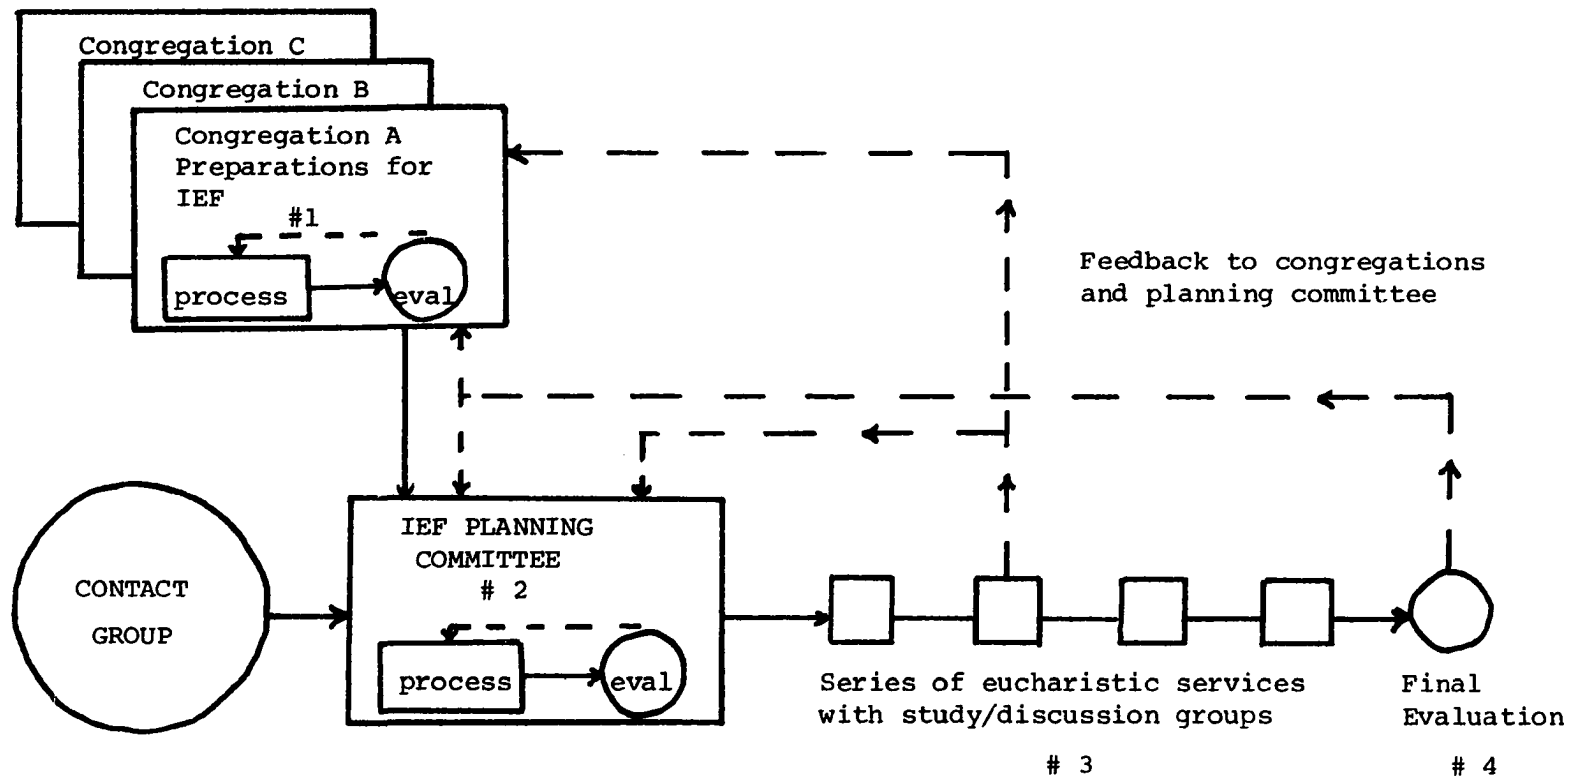 Congregation C
Congregation B
Congregation A
Preparations for
IEF
#1
process
eval
Feedback to congregations
and planning committee
IEF PLANNING
COMMITTEE
# 2
process
eval
CONTACT
GROUP
Series of eucharistic services
with study/discussion groups
# 3
Final
Evaluation
# 4